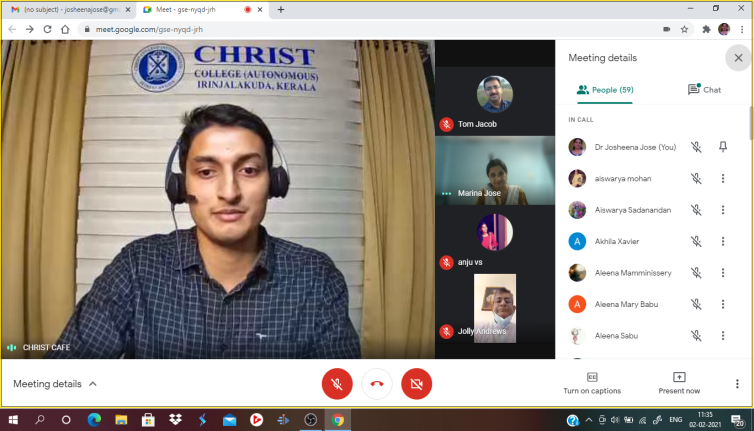 (no subject) - josheenajose@gm
Meet - gse-nyqd-jrh
meet.google.com/gse-nyqd-jrh
CHRIST
COLLEGE (AUTONOMOUS)
IRINJALAKUDA, KERALA
CHRIST CAFE
Tom Jacob
Marina Jose
anju vs
Jolly Andrews
Meeting details
People (59)
Chat
IN CALL
Dr Josheena Jose (You)
aiswarya mohan
Aiswarya Sadanandan
A
Akhila Xavier
Aleena Mamminissery
A
Aleena Mary Babu
Aleena Sabu
Meeting details
Turn on captions
Present now
ENG
11:35
02-02-2021
20